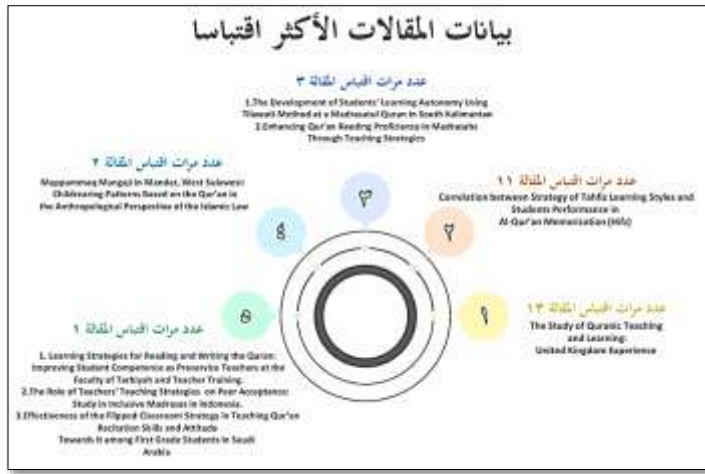 بيانات المقالات الأكثر اقتباسا
عدد مرات اقتباس المقالة ٣
1.The Development of Students' Learning Autonomy Using
Tilawati Method at a Madrasatul Quran in South Kalimantan
2.Enhancing Qur'an Reading Proficience in Madrasahs
Through Teaching Strategies
عدد مرات اقتباس المقالة ٢
Mappammaq Mangaji in Mandar, West Sulawesi:
Childrearing Patterns Based on the Qur'an in
the Anthropological Perspective of the Islamic Law
عدد مرات اقتباس المقالة ١١
Correlation between Strategy of Tahfiz Learning Styles and
Students Performance in
Al-Qur'an Memorisation (Hifz)
٣
٤
٢
٥
١
عدد مرات اقتباس المقالة ١٣
The Study of Quranic Teaching
and Learning:
United Kingdom Experience
عدد مرات اقتباس المقالة ١
1. Learning Strategies for Reading and Writing the Quran:
Improving Student Competence as Preservice Teachers at the
Faculty of Tarbiyah and Teacher Training.
2.The Role of Teachers' Teaching Strategies on Peer Acceptance:
Study in Inclusive Madrasas in Indonesia.
3.Effectiveness of the Flipped Classroom Strategy in Teaching Qur'an
Recitation Skills and Attitude
Towards It among First Grade Students in Saudi
Arabia